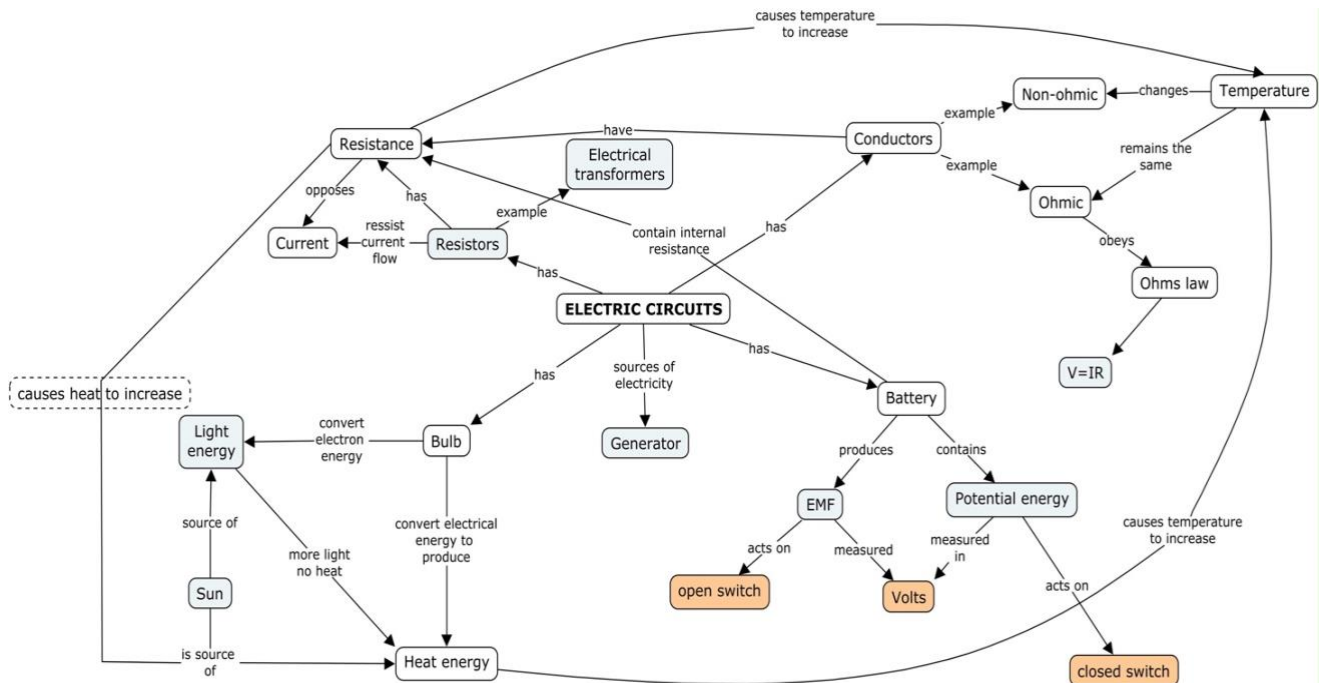 causes temperature
to increase
Non-ohmic
changes
Temperature
example
have
Conductors
Resistance
Electrical
transformers
example
remains the
same
opposes
has
example
Ohmic
ressist
current
flow
Current
Resistors
contain internal
resistance
has
obeys
has
Ohms law
ELECTRIC CIRCUITS
has
sources of
electricity
has
V=IR
causes heat to increase
Battery
Light
energy
convert
electron
energy
Bulb
Generator
produces
contains
EMF
Potential energy
source of
convert electrical
energy to
produce
causes temperature
to increase
more light
no heat
acts on
measured
measured
in
Sun
open switch
Volts
acts on
is source
of
Heat energy
closed switch